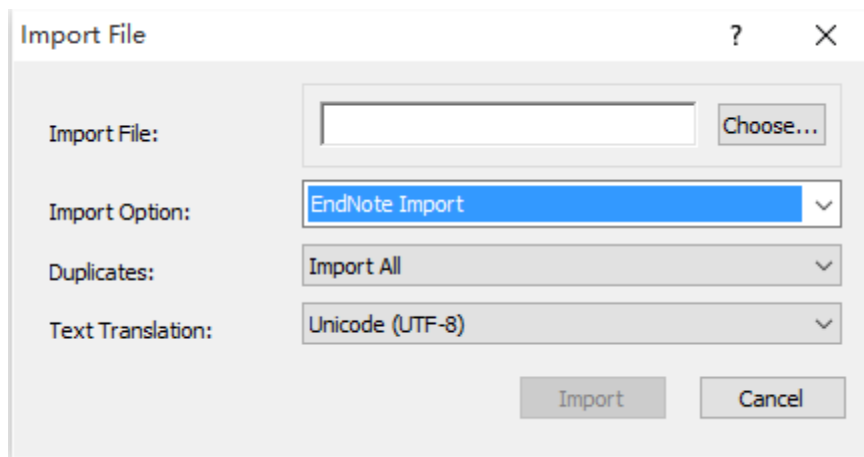 Import File
?
Import File:
Choose...
Import Option:
EndNote Import
Duplicates:
Import All
Text Translation:
Unicode (UTF-8)
Import
Cancel